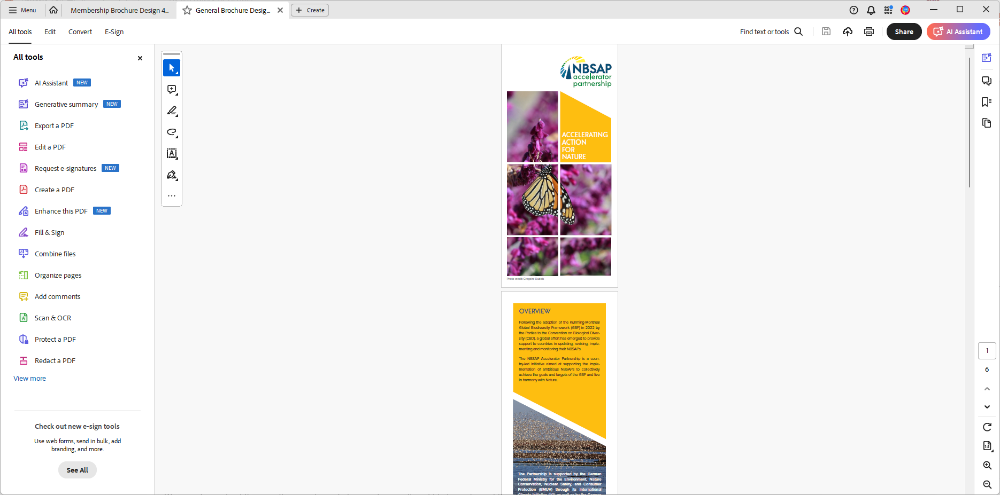 Menu
Membership Brochure Design 4...
General Brochure Desig...
Create
All tools
Edit
Convert
E-Sign
Find text or tools
Share
AI Assistant
All tools
AI Assistant NEW
Generative summary NEW
Export a PDF
Edit a PDF
Request e-signatures NEW
Create a PDF
Enhance this PDF NEW
Fill & Sign
Combine files
Organize pages
Add comments
Scan & OCR
Protect a PDF
Redact a PDF
View more
Check out new e-sign tools
Use web forms, send in bulk, add
branding, and more.
See All
NBSAP
accelerator
partnership
ACCELERATING
ACTION
FOR
NATURE
Photo credit: Gregoire Dubois
OVERVIEW
Following the adoption of the Kunming-Montreal
Global Biodiversity Framework (GBF) in 2022 by
the Parties to the Convention on Biological Diver-
sity (CBD), a global effort has emerged to provide
support to countries in updating, revising, imple-
menting and monitoring their NBSAPs.
The NBSAP Accelerator Partnership is a coun-
try-led initiative aimed at supporting the imple-
mentation of ambitious NBSAPs to collectively
achieve the goals and targets of the GBF and live
in harmony with Nature.
The Partnership is supported by the German
Federal Ministry for the Environment, Nature
Conservation, Nuclear Safety, and Consumer
Protection (BMUV) through its International
1
6
1:1